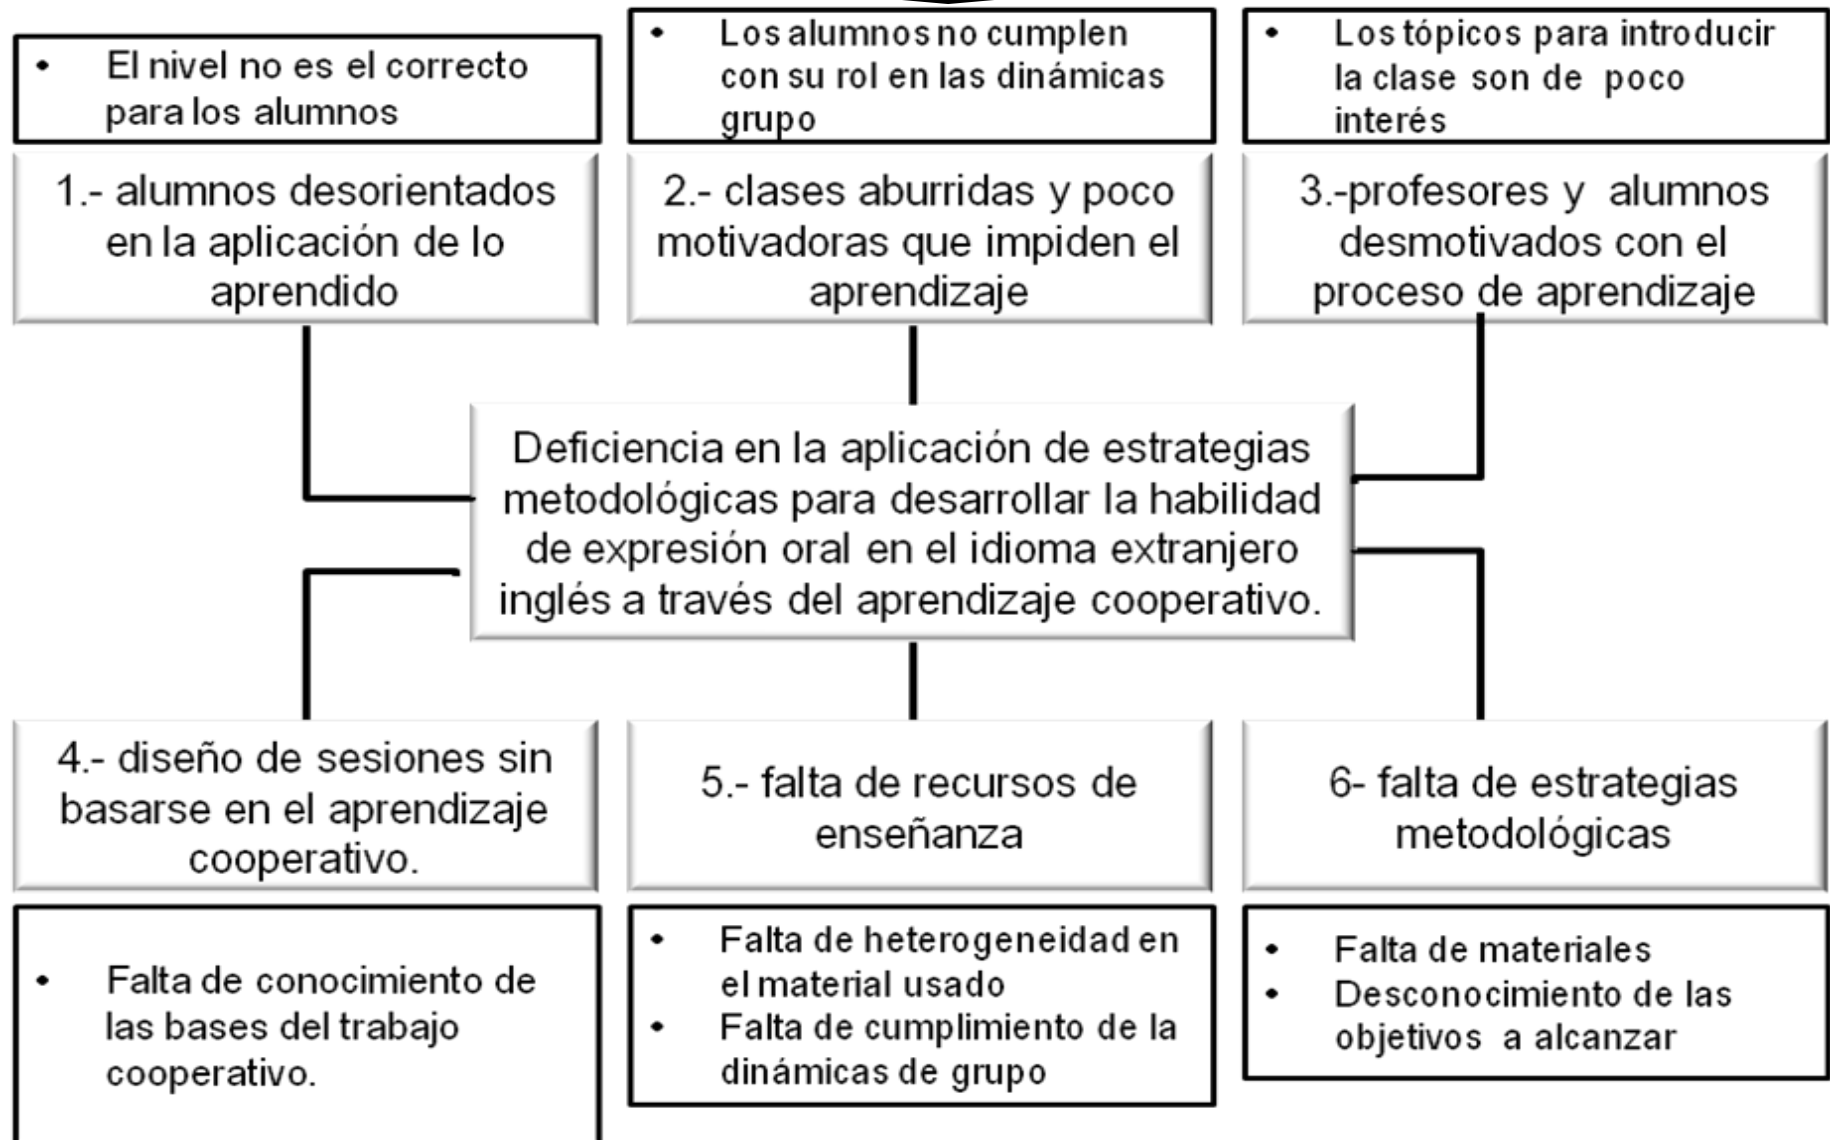 • El nivel no es el correcto
para los alumnos
• Los alumnos no cumplen
con su rol en las dinámicas
grupo
• Los tópicos para introducir
la clase son de poco
interés
1.- alumnos desorientados
en la aplicación de lo
aprendido
2.- clases aburridas y poco
motivadoras que impiden el
aprendizaje
3.-profesores y alumnos
desmotivados con el
proceso de aprendizaje
Deficiencia en la aplicación de estrategias
metodológicas para desarrollar la habilidad
de expresión oral en el idioma extranjero
inglés a través del aprendizaje cooperativo.
4.- diseño de sesiones sin
basarse en el aprendizaje
cooperativo.
5.- falta de recursos de
enseñanza
6- falta de estrategias
metodológicas
• Falta de conocimiento de
las bases del trabajo
cooperativo.
• Falta de heterogeneidad en
el material usado
• Falta de cumplimiento de la
dinámicas de grupo
• Falta de materiales
• Desconocimiento de las
objetivos a alcanzar